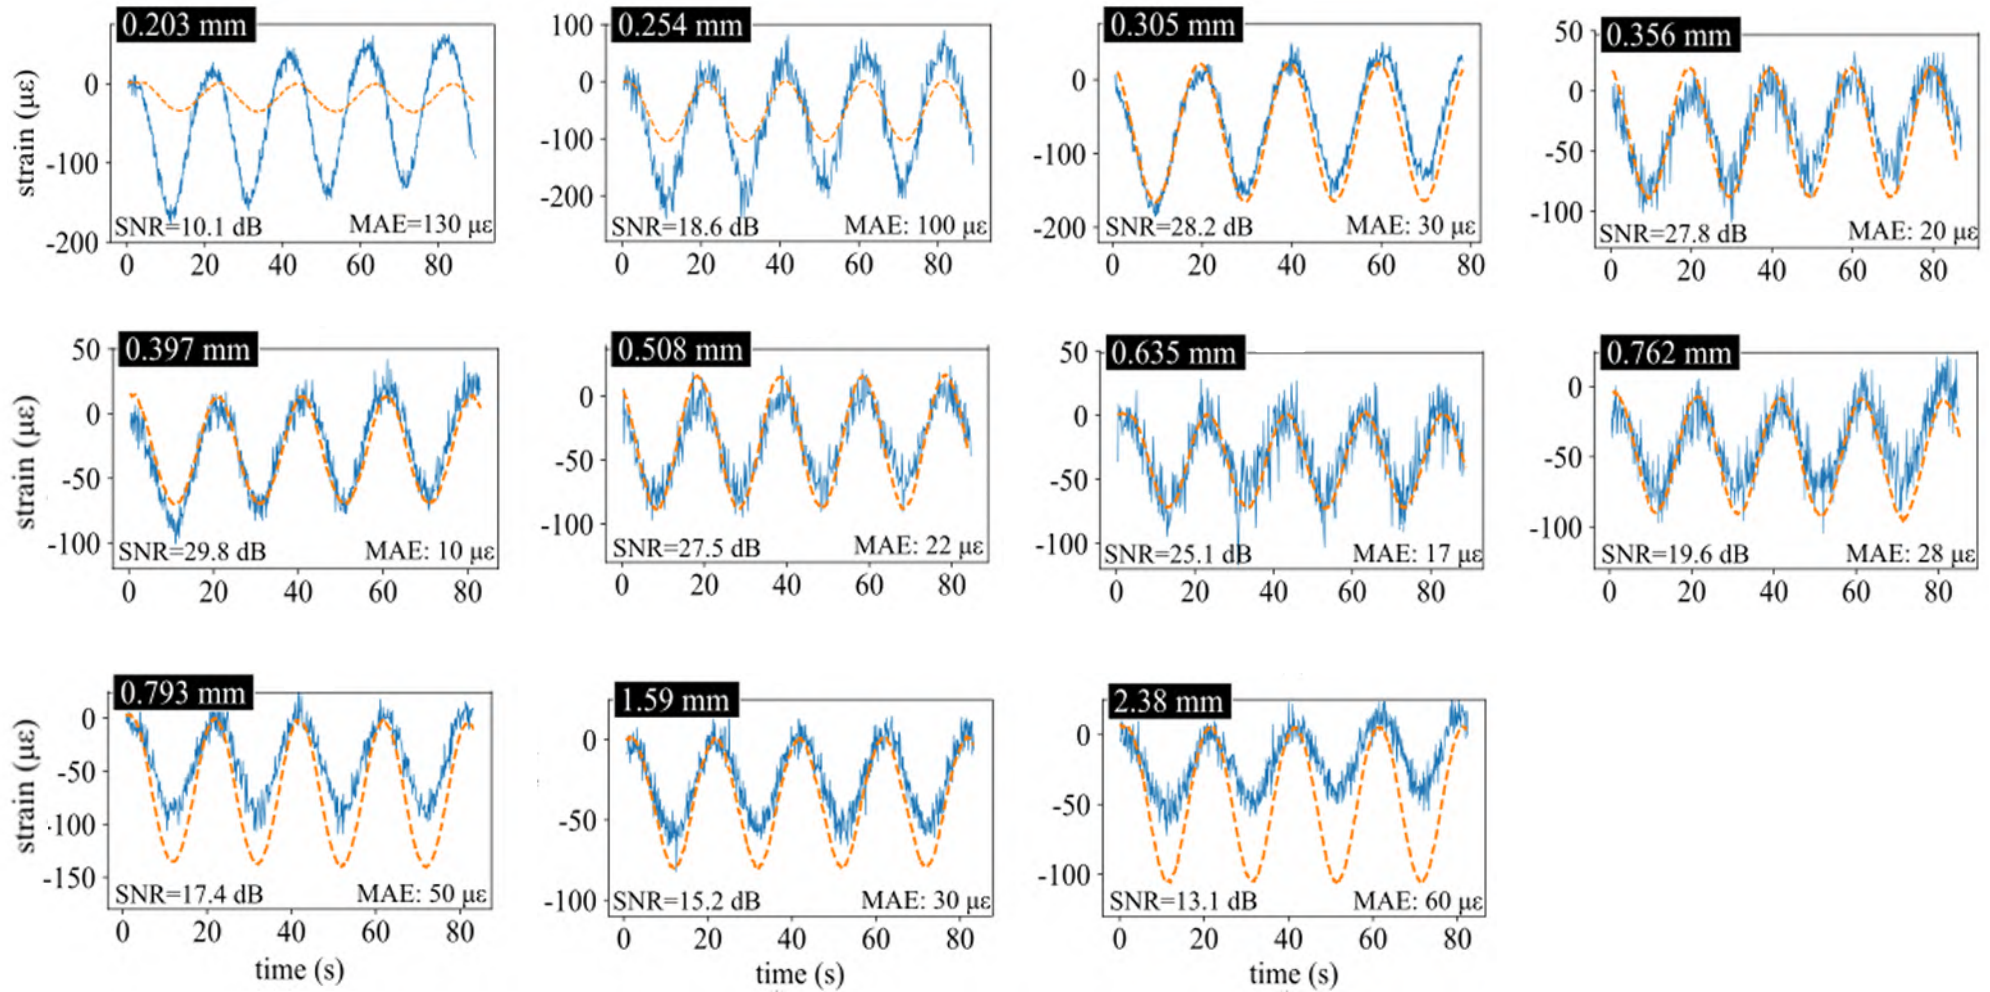 0.203 mm
strain (με)
0
-100
-200
SNR=10.1 dB
MAE=130 με
0 20 40 60 80
0.254 mm
100
0
-100
-200
SNR=18.6 dB
MAE: 100 με
0 20 40 60 80
0.305 mm
0
-100
-200
SNR=28.2 dB
MAE: 30 με
0 20 40 60 80
0.356 mm
50
0
-50
-100
SNR=27.8 dB
MAE: 20 με
0 20 40 60 80
0.397 mm
strain (με)
50
0
-50
-100
SNR=29.8 dB
MAE: 10 με
0 20 40 60 80
0.508 mm
0
-50
-100
SNR=27.5 dB
MAE: 22 με
0 20 40 60 80
0.635 mm
50
0
-50
-100
SNR=25.1 dB
MAE: 17 με
0 20 40 60 80
0.762 mm
0
-50
-100
SNR=19.6 dB
MAE: 28 με
0 20 40 60 80
0.793 mm
strain (με)
0
-50
-100
-150
SNR=17.4 dB
MAE: 50 με
0 20 40 60 80
time (s)
1.59 mm
0
-50
-100
SNR=15.2 dB
MAE: 30 με
0 20 40 60 80
time (s)
2.38 mm
0
-50
-100
SNR=13.1 dB
MAE: 60 με
0 20 40 60 80
time (s)